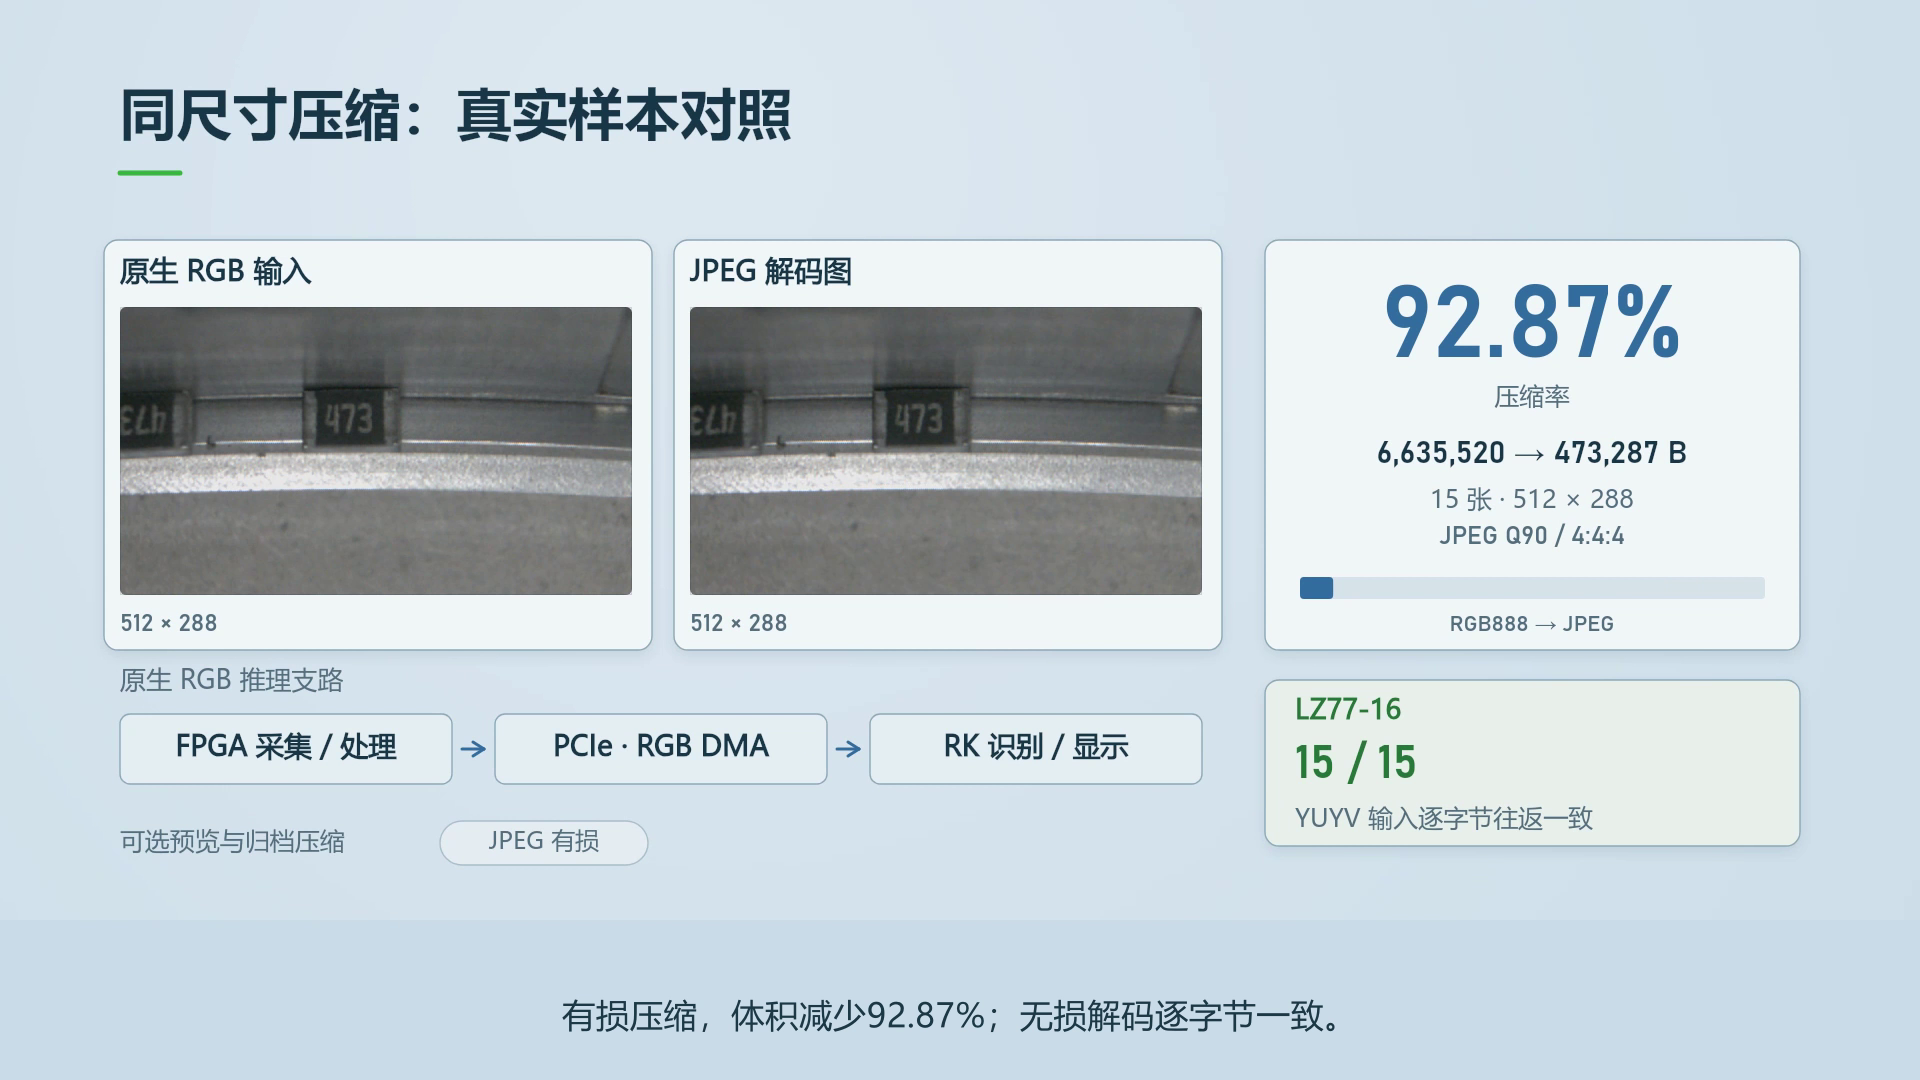 同尺寸压缩：真实样本对照
原生 RGB 输入
473
473
512 × 288
JPEG 解码图
473
473
512 × 288
92.87%
压缩率
6,635,520 → 473,287 B
15 张 · 512 × 288
JPEG Q90 / 4:4:4
RGB888 → JPEG
原生 RGB 推理支路
FPGA 采集 / 处理
PCIe · RGB DMA
RK 识别 / 显示
可选预览与归档压缩
JPEG 有损
LZ77-16
15 / 15
YUYV 输入逐字节往返一致
有损压缩，体积减少92.87%；无损解码逐字节一致。